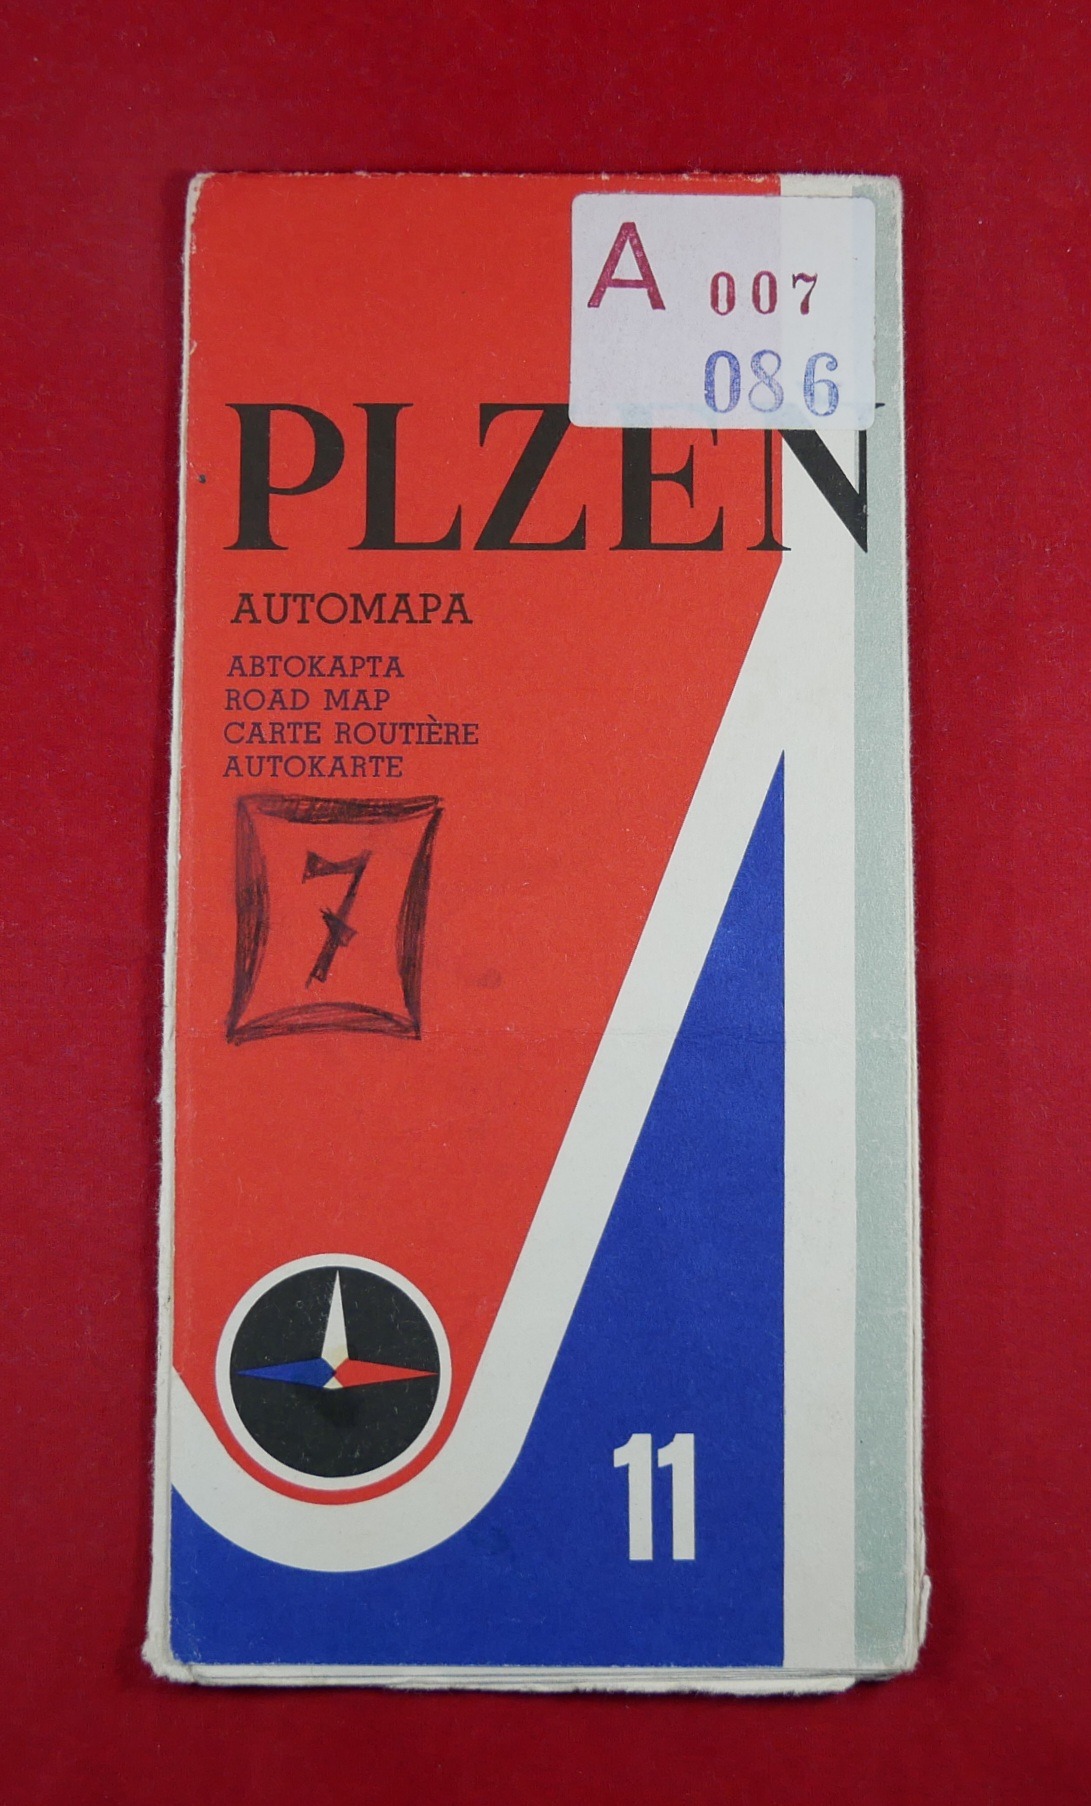 A 007
086
PLZEN
AUTOMAPA
АВТОКАРТА
ROAD MAP
CARTE ROUTIÈRE
AUTOKARTE
7
11